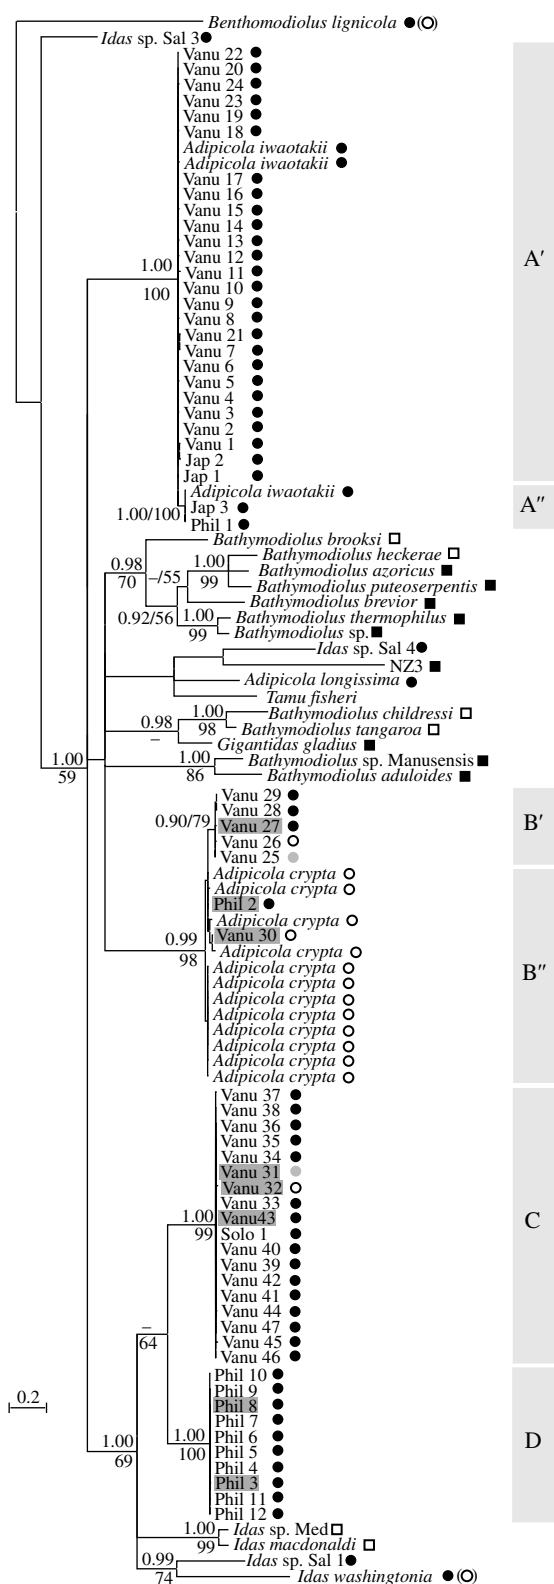 Benthomodiolus lignicola ()
Idas sp. Sal 3
Vanu 22
Vanu 20
Vanu 24
Vanu 23
Vanu 19
Vanu 18
Adipicola iwaotakii
Adipicola iwaotakii
Vanu 17
Vanu 16
Vanu 15
Vanu 14
Vanu 13
Vanu 12
A′
1.00
Vanu 11
100
Vanu 10
Vanu 9
Vanu 8
Vanu 21
Vanu 7
Vanu 6
Vanu 5
Vanu 4
Vanu 3
Vanu 2
Vanu 1
Jap 2
Jap 1
Adipicola iwaotakii
Jap 3
A″
1.00/100
Phil 1
Bathymodiolus brooksi
Bathymodiolus heckerae
0.98
1.00
Bathymodiolus azoricus
70
–/55
99
Bathymodiolus puteoserpentis
Bathymodiolus brevior
0.92/56
1.00
Bathymodiolus thermophilus
99
Bathymodiolus sp.
Idas sp. Sal 4
NZ3
Adipicola longissima
Tamu fisheri
1.00
Bathymodiolus childressi
0.98
98
Bathymodiolus tangaroa
–
Gigantidas gladius
1.00
1.00
Bathymodiolus sp. Manusensis
59
86
Bathymodiolus aduloides
Vanu 29
Vanu 28
0.90/79
Vanu 27
B′
Vanu 26
Vanu 25
Adipicola crypta
Adipicola crypta
Phil 2
Adipicola crypta
0.99
Vanu 30
98
Adipicola crypta
B″
Adipicola crypta
Adipicola crypta
Adipicola crypta
Adipicola crypta
Adipicola crypta
Adipicola crypta
Adipicola crypta
Adipicola crypta
Vanu 37
Vanu 38
Vanu 36
Vanu 35
Vanu 34
Vanu 31
Vanu 32
Vanu 33
1.00
Vanu43
C
99
Solo 1
Vanu 40
Vanu 39
Vanu 42
Vanu 41
Vanu 44
Vanu 47
–
64
Vanu 45
Vanu 46
Phil 10
Phil 9
0.2
Phil 8
Phil 7
1.00
Phil 6
D
100
Phil 5
1.00
69
Phil 4
Phil 3
Phil 11
Phil 12
1.00
Idas sp. Med
99
Idas macdonaldi
0.99
Idas sp. Sal 1
74
Idas washingtonia ()